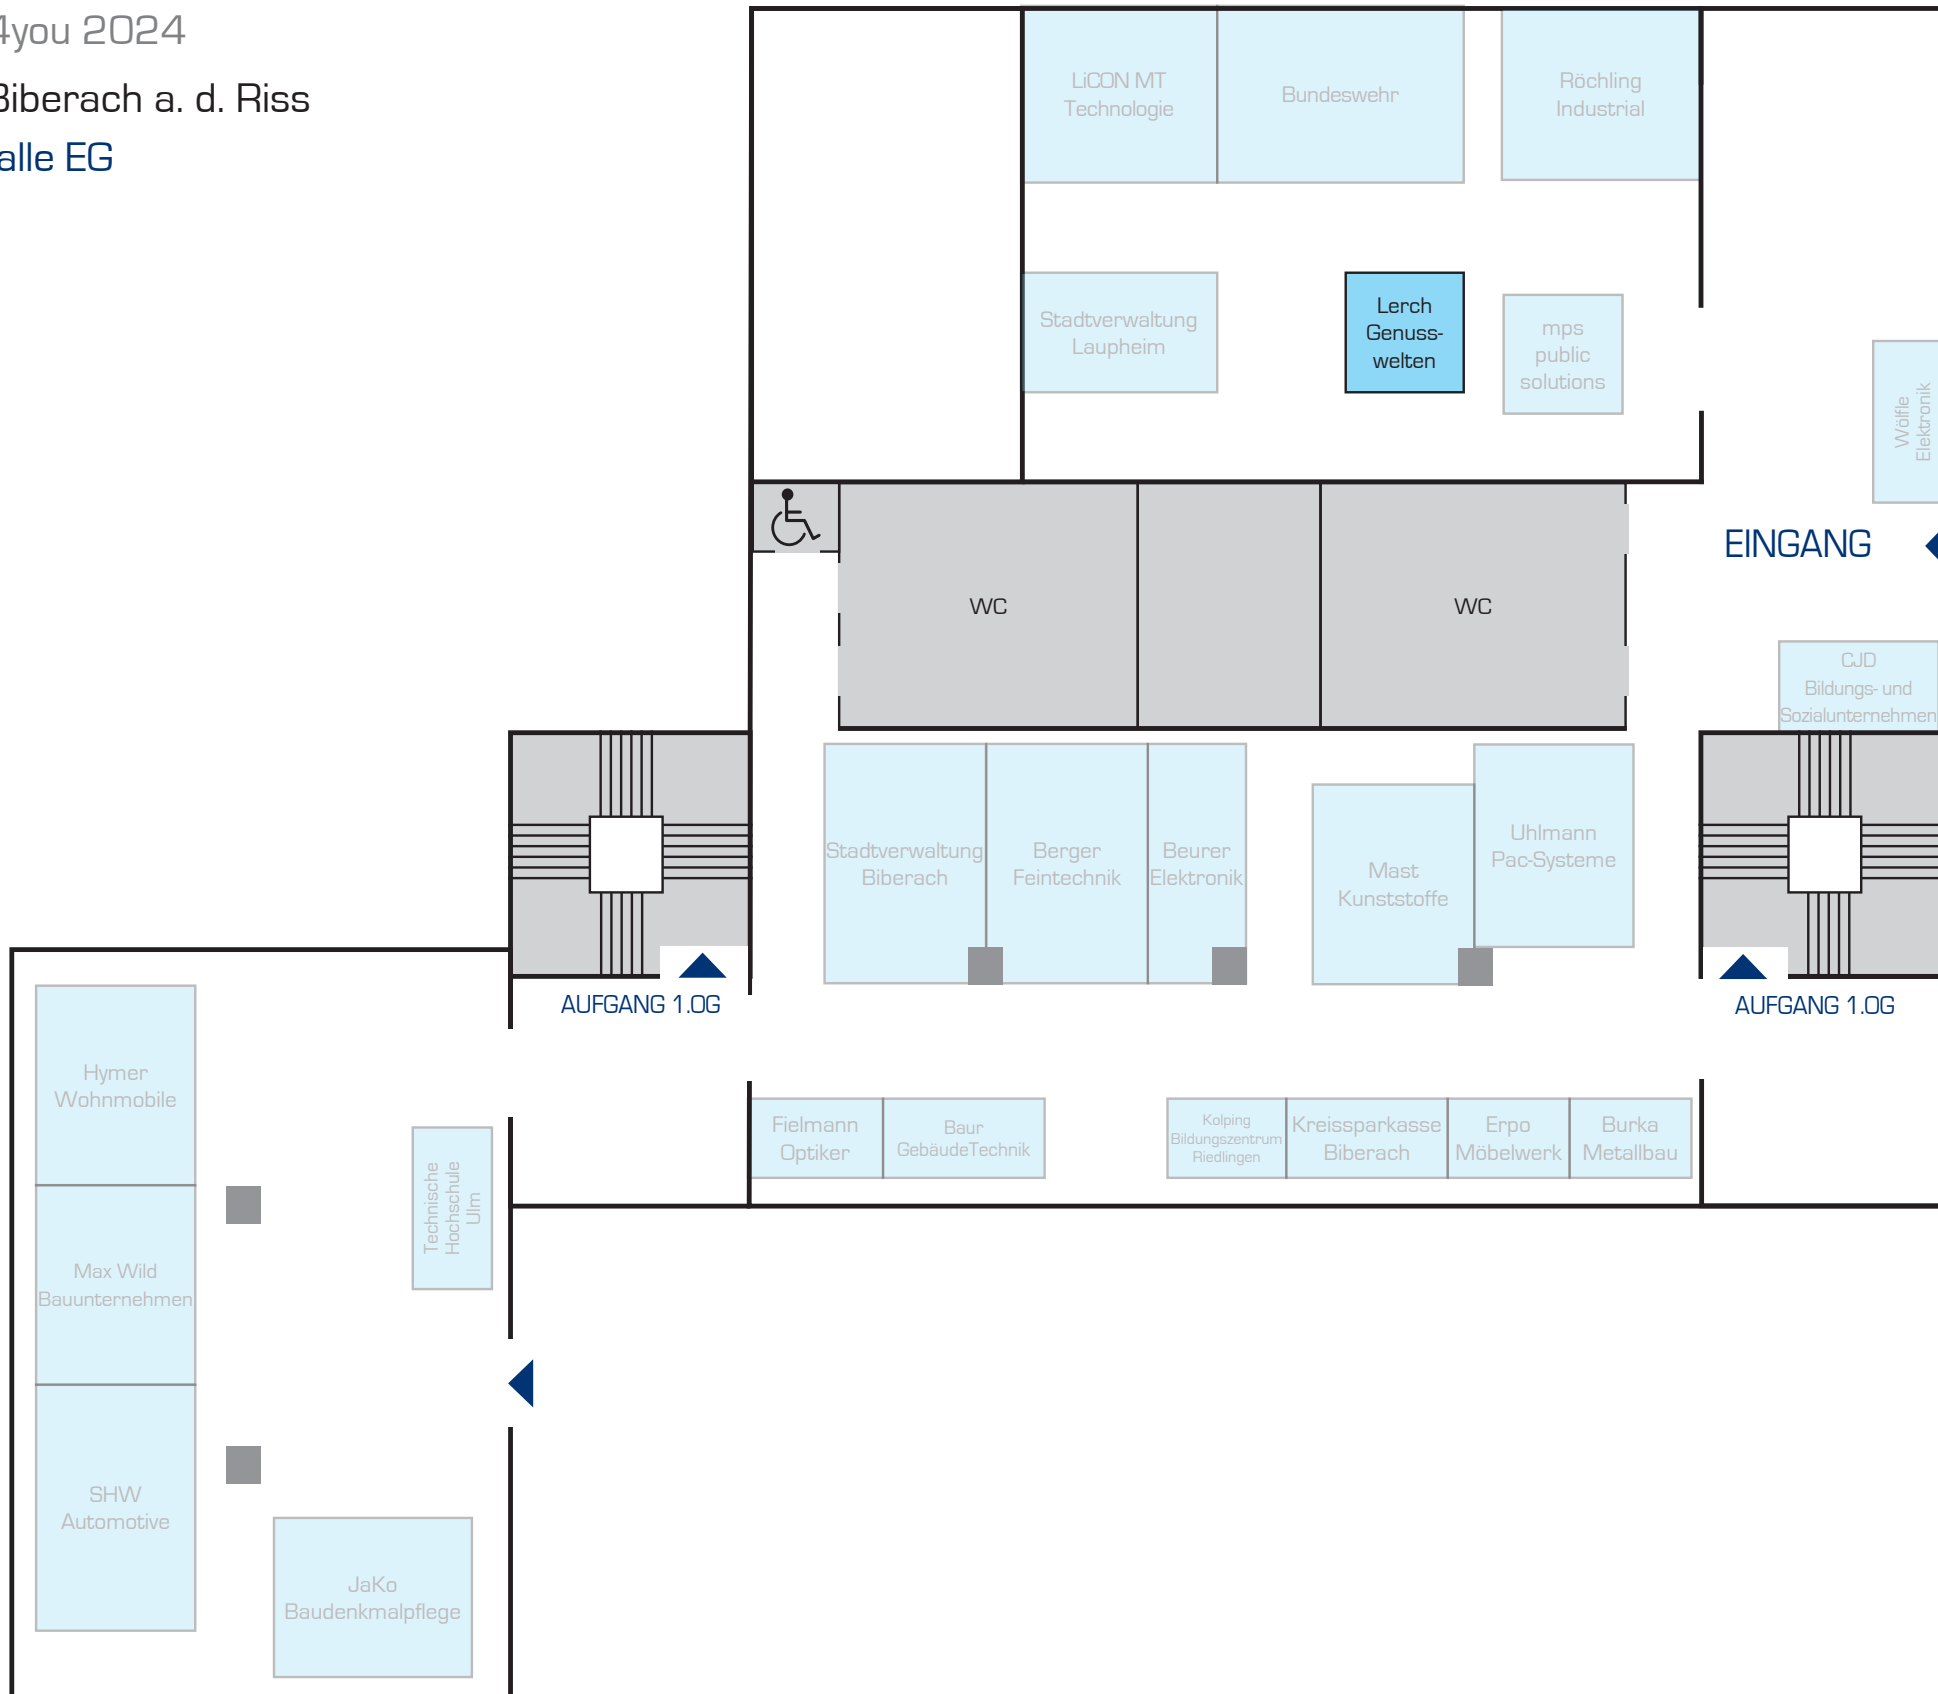 4you 2024
Biberach a. d. Riss
alle EG
LiCON MT
Technologie
Bundeswehr
Röchling
Industrial
Stadtverwaltung
Laupheim
Lerch
Genuss-
welten
mps
public
solutions
Wölfle
Elektronik
EINGANG
WC
WC
CJD
Bildungs- und
Sozialunternehmen
Stadtverwaltung
Biberach
Berger
Feintechnik
Beurer
Elektronik
Mast
Kunststoffe
Uhlmann
Pac-Systeme
AUFGANG 1.OG
AUFGANG 1.OG
Hymer
Wohnmobile
Technische
Hochschule
Ulm
Fielmann
Optiker
Baur
GebäudeTechnik
Kolping
Bildungszentrum
Riedlingen
Kreissparkasse
Biberach
Erpo
Möbelwerk
Burka
Metallbau
Max Wild
Bauunternehmen
SHW
Automotive
JaKo
Baudenkmalpflege